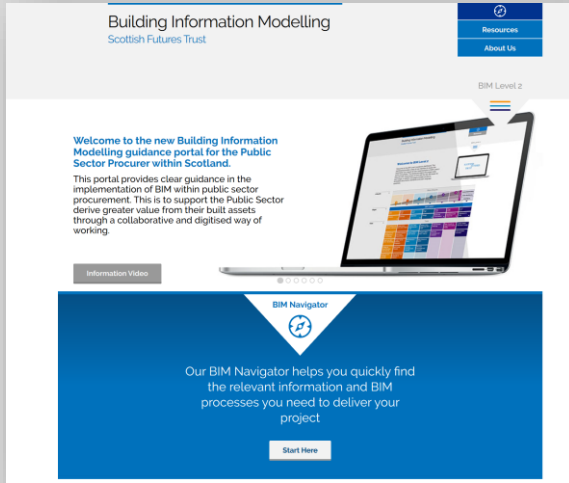 Building Information Modelling
Scottish Futures Trust
Resources
About Us
BIM Level 2
Welcome to the new Building Information
Modelling guidance portal for the Public
Sector Procurer within Scotland.
This portal provides clear guidance in the
implementation of BIM within public sector
procurement. This is to support the Public Sector
derive greater value from their built assets
through a collaborative and digitised way of
working.
Information Video
BIM Navigator
Our BIM Navigator helps you quickly find
the relevant information and BIM
processes you need to deliver your
project
Start Here